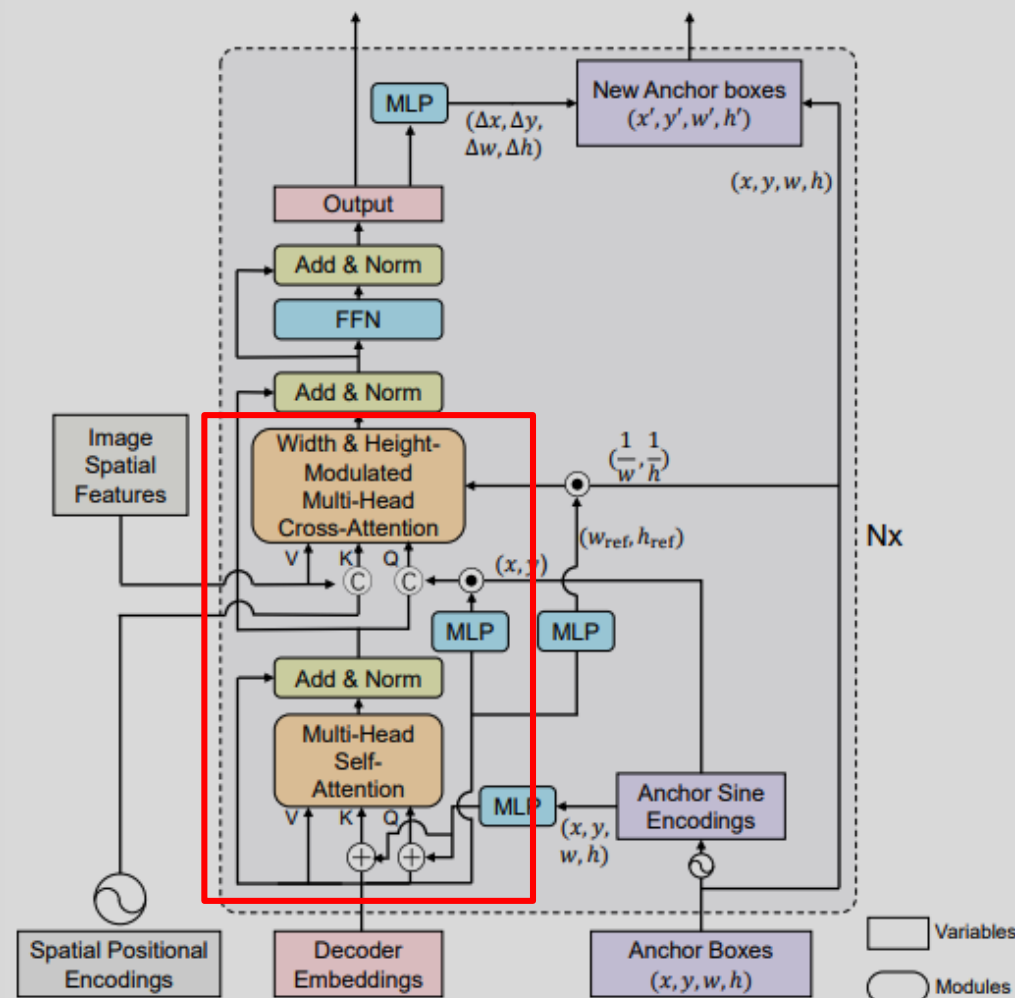 New Anchor boxes
(x′, y′, w′, h′)
MLP
(Δx, Δy,
Δw, Δh)
(x, y, w, h)
Output
Add & Norm
FFN
Add & Norm
Image
Spatial
Features
Width & Height-
Modulated
Multi-Head
Cross-Attention
(1/w, 1/h)
Nx
(w_ref, h_ref)
V
K
Q
(x, y)
C
C
MLP
MLP
Add & Norm
Multi-Head
Self-
Attention
V
K
Q
MLP
(x, y,
w, h)
Anchor Sine
Encodings
+
+
Spatial Positional
Encodings
Decoder
Embeddings
Anchor Boxes
(x, y, w, h)
Variables
Modules